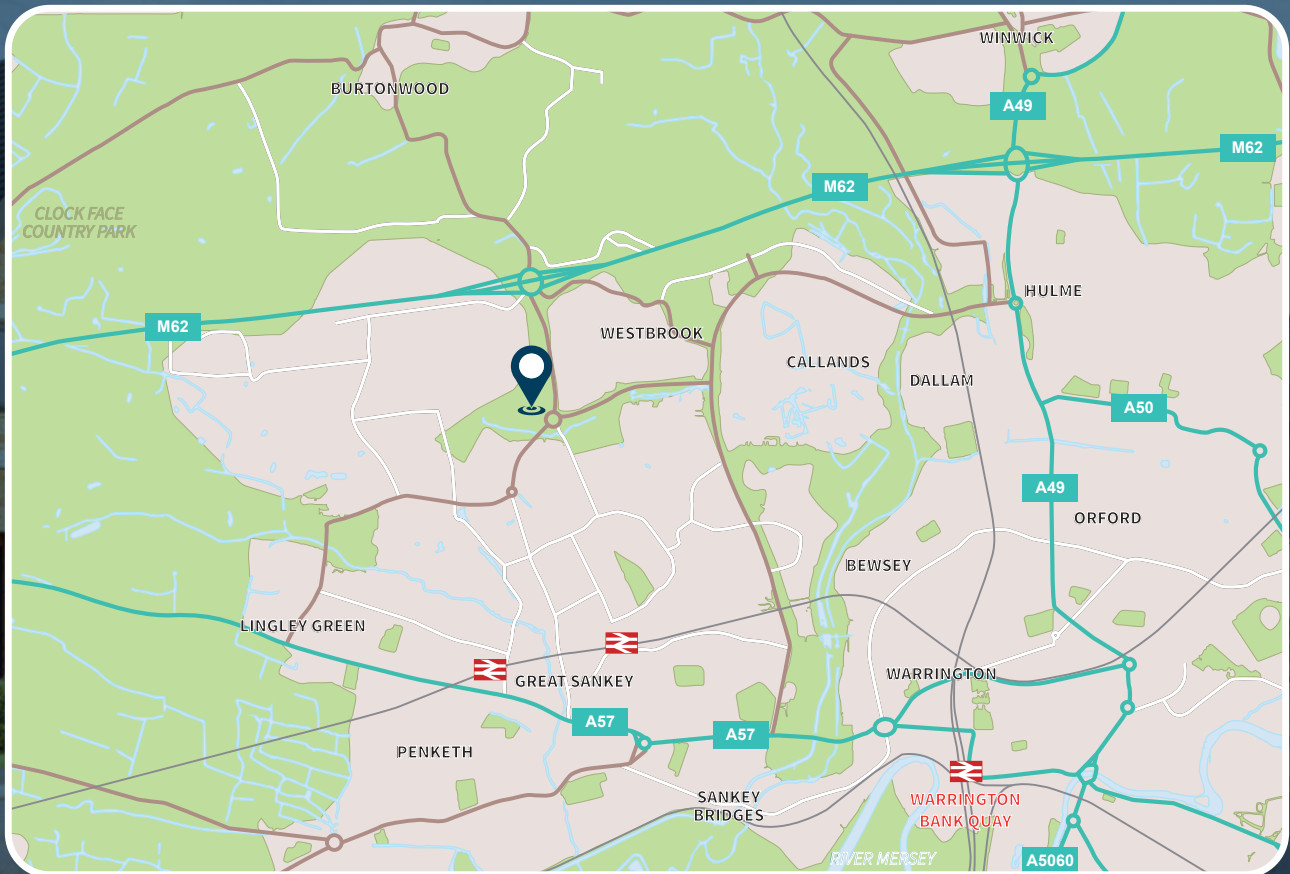 WINWICK
BURTONWOOD
A49
M62
M62
CLOCK FACE
COUNTRY PARK
HULME
M62
WESTBROOK
CALLANDS
DALLAM
A50
A49
ORFORD
BEWSEY
LINGLEY GREEN
WARRINGTON
GREAT SANKEY
A57
A57
PENKETH
SANKEY
BRIDGES
WARRINGTON
BANK QUAY
RIVER MERSEY
A5060